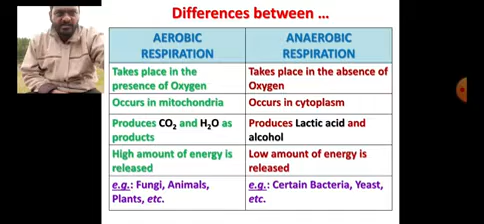 Differences between ...
AEROBIC
RESPIRATION
ANAEROBIC
RESPIRATION
Takes place in the
presence of Oxygen
Takes place in the absence of
Oxygen
Occurs in mitochondria
Occurs in cytoplasm
Produces CO₂ and H₂O as
products
Produces Lactic acid and
alcohol
High amount of energy is
released
Low amount of energy is
released
e.g.: Fungi, Animals,
Plants, etc.
e.g.: Certain Bacteria, Yeast,
etc.